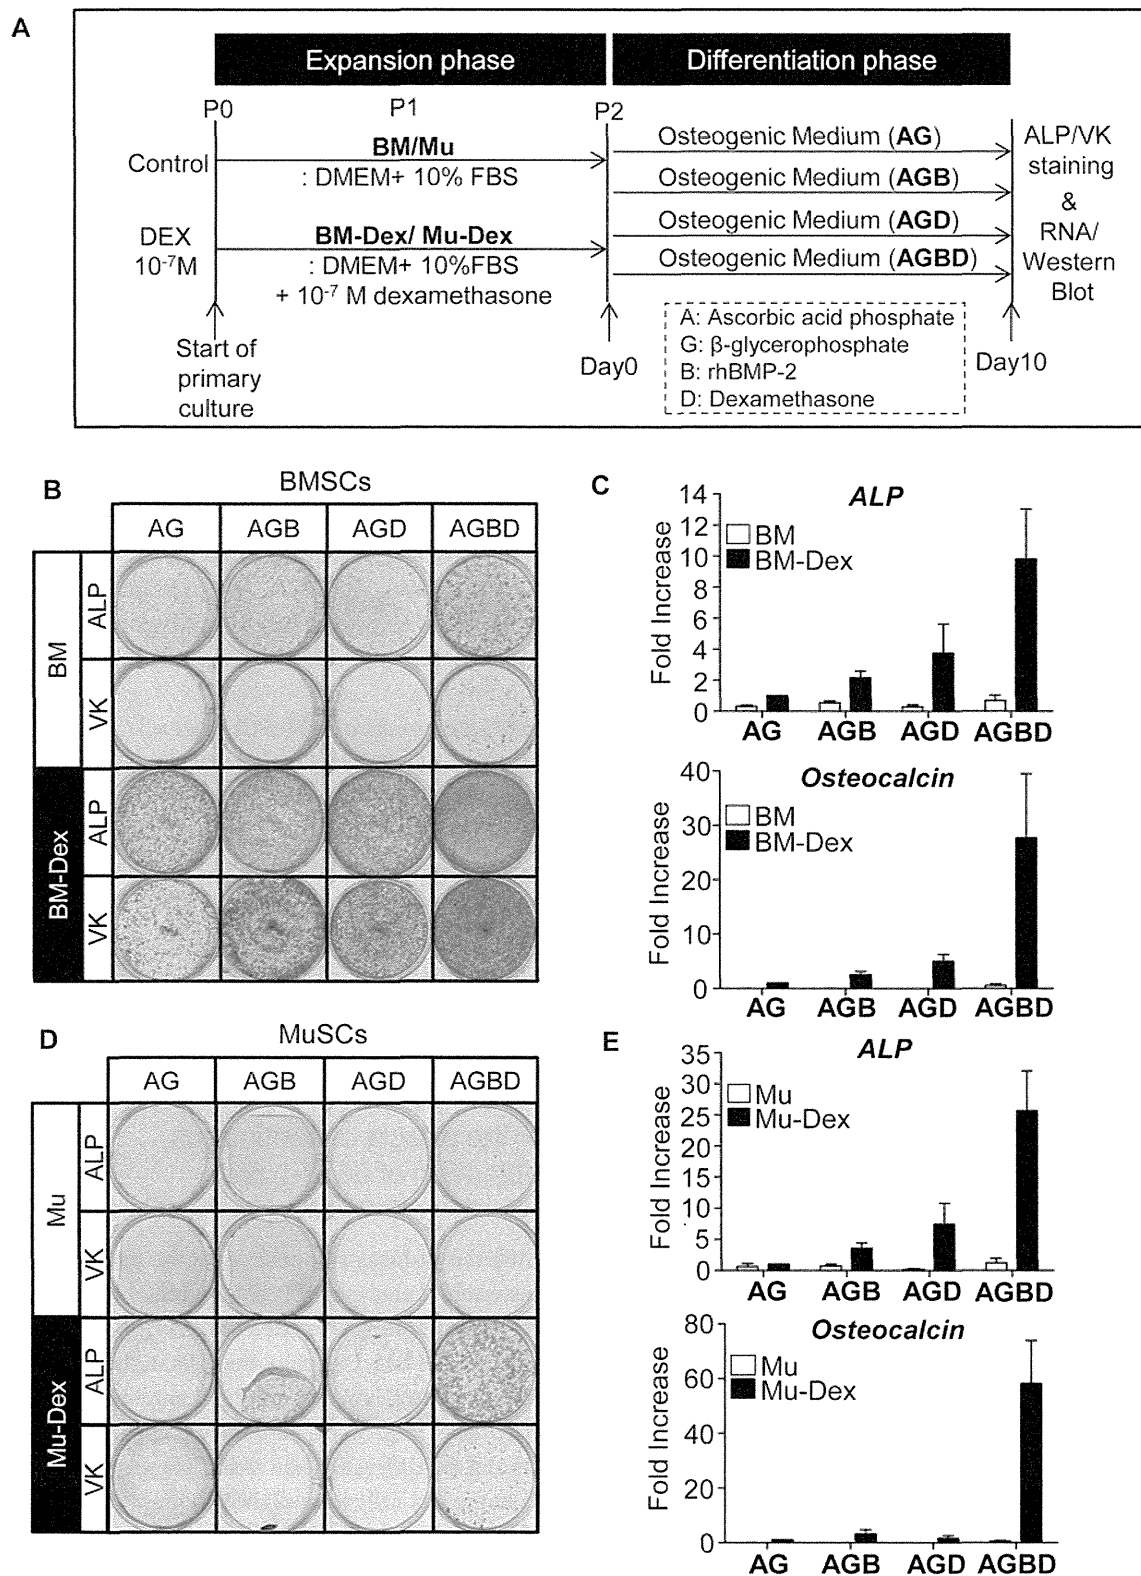 A
Expansion phase
Differentiation phase
P0
P1
P2
Control
BM/Mu
: DMEM+ 10% FBS
DEX
10⁻⁷M
BM-Dex/ Mu-Dex
: DMEM+ 10%FBS
+ 10⁻⁷ M dexamethasone
Osteogenic Medium (AG)
Osteogenic Medium (AGB)
Osteogenic Medium (AGD)
Osteogenic Medium (AGBD)
ALP/VK
staining
&
RNA/
Western
Blot
Start of
primary
culture
Day0
A: Ascorbic acid phosphate
G: β-glycerophosphate
B: rhBMP-2
D: Dexamethasone
Day10
B
BMSCs
AG AGB AGD AGBD
BM
ALP
VK
BM-Dex
ALP
VK
C
ALP
Fold Increase
14
12
10
8
6
4
2
0
BM
BM-Dex
AG AGB AGD AGBD
Osteocalcin
Fold Increase
40
30
20
10
0
BM
BM-Dex
AG AGB AGD AGBD
D
MuSCs
AG AGB AGD AGBD
Mu
ALP
VK
Mu-Dex
ALP
VK
E
ALP
Fold Increase
35
30
25
20
15
10
5
0
Mu
Mu-Dex
AG AGB AGD AGBD
Osteocalcin
Fold Increase
80
60
40
20
0
Mu
Mu-Dex
AG AGB AGD AGBD